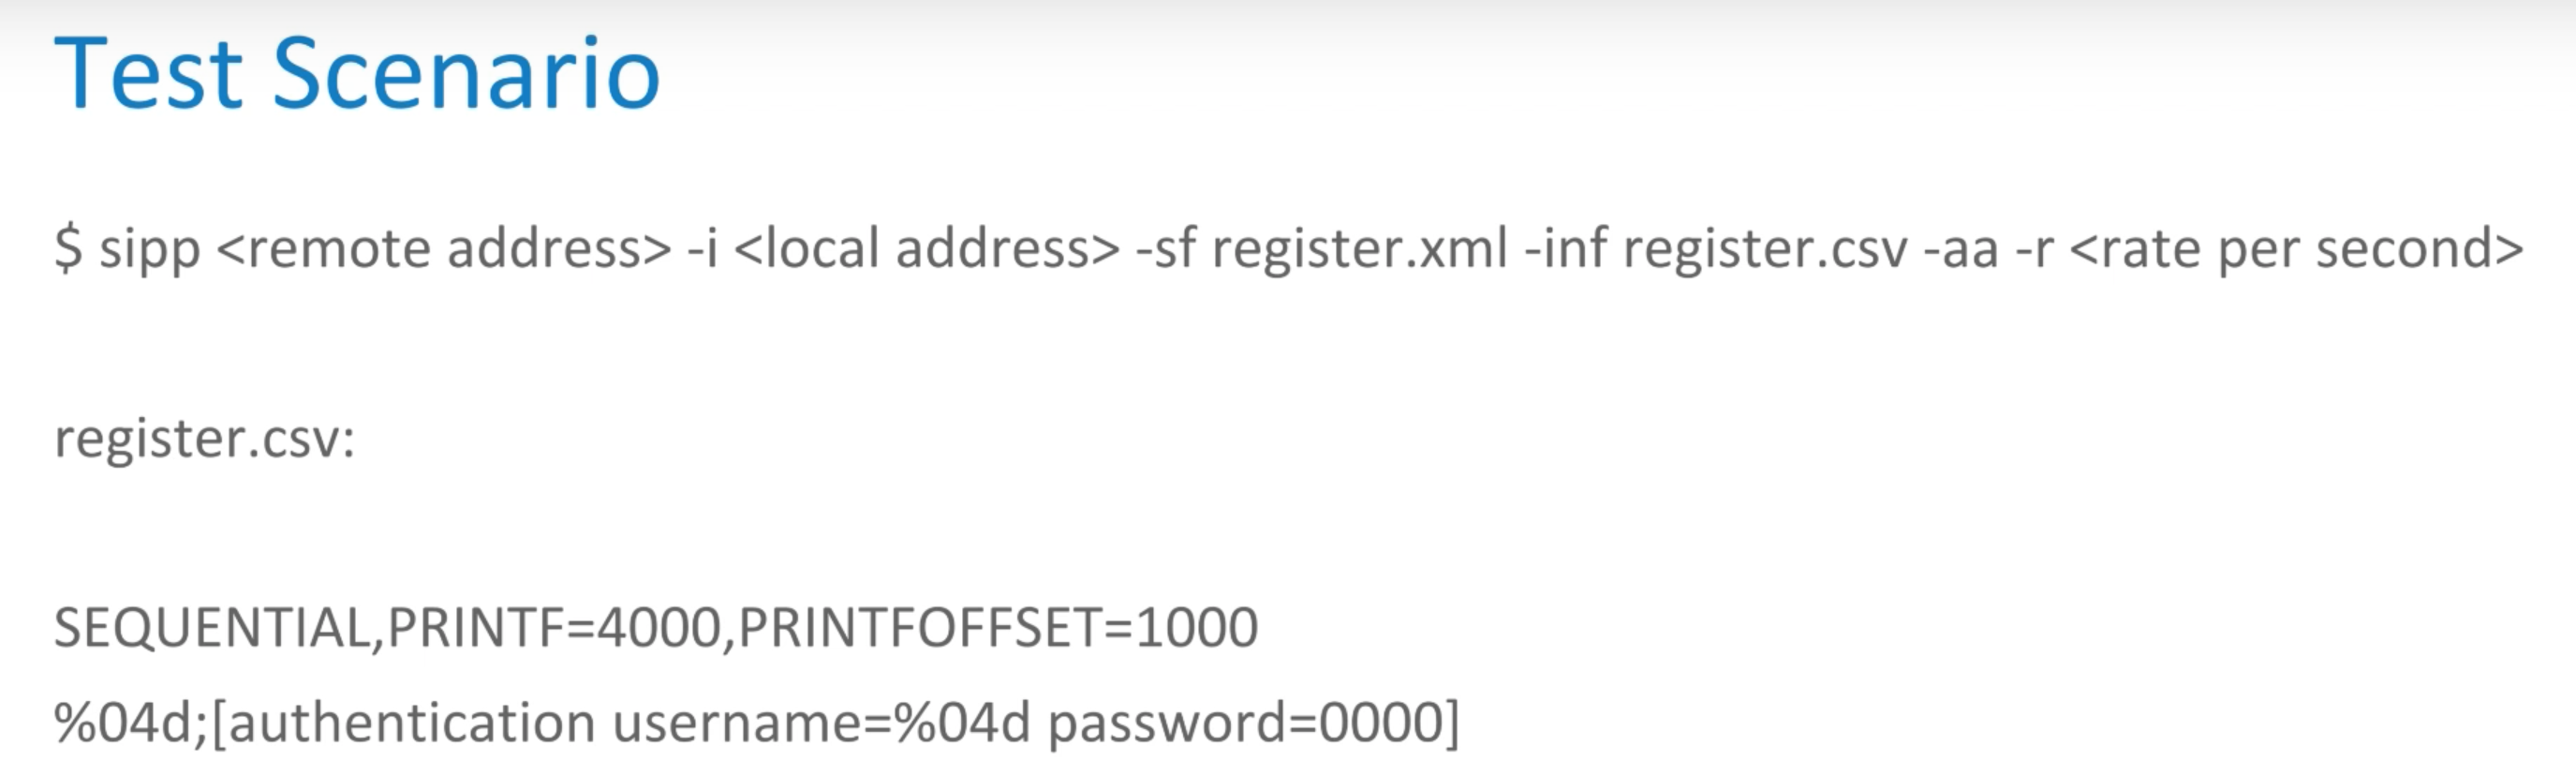 Test Scenario
$ sipp <remote address> -i <local address> -sf register.xml -inf register.csv -aa -r <rate per second>
register.csv:
SEQUENTIAL,PRINTF=4000,PRINTFOFFSET=1000
%04d;[authentication username=%04d password=0000]